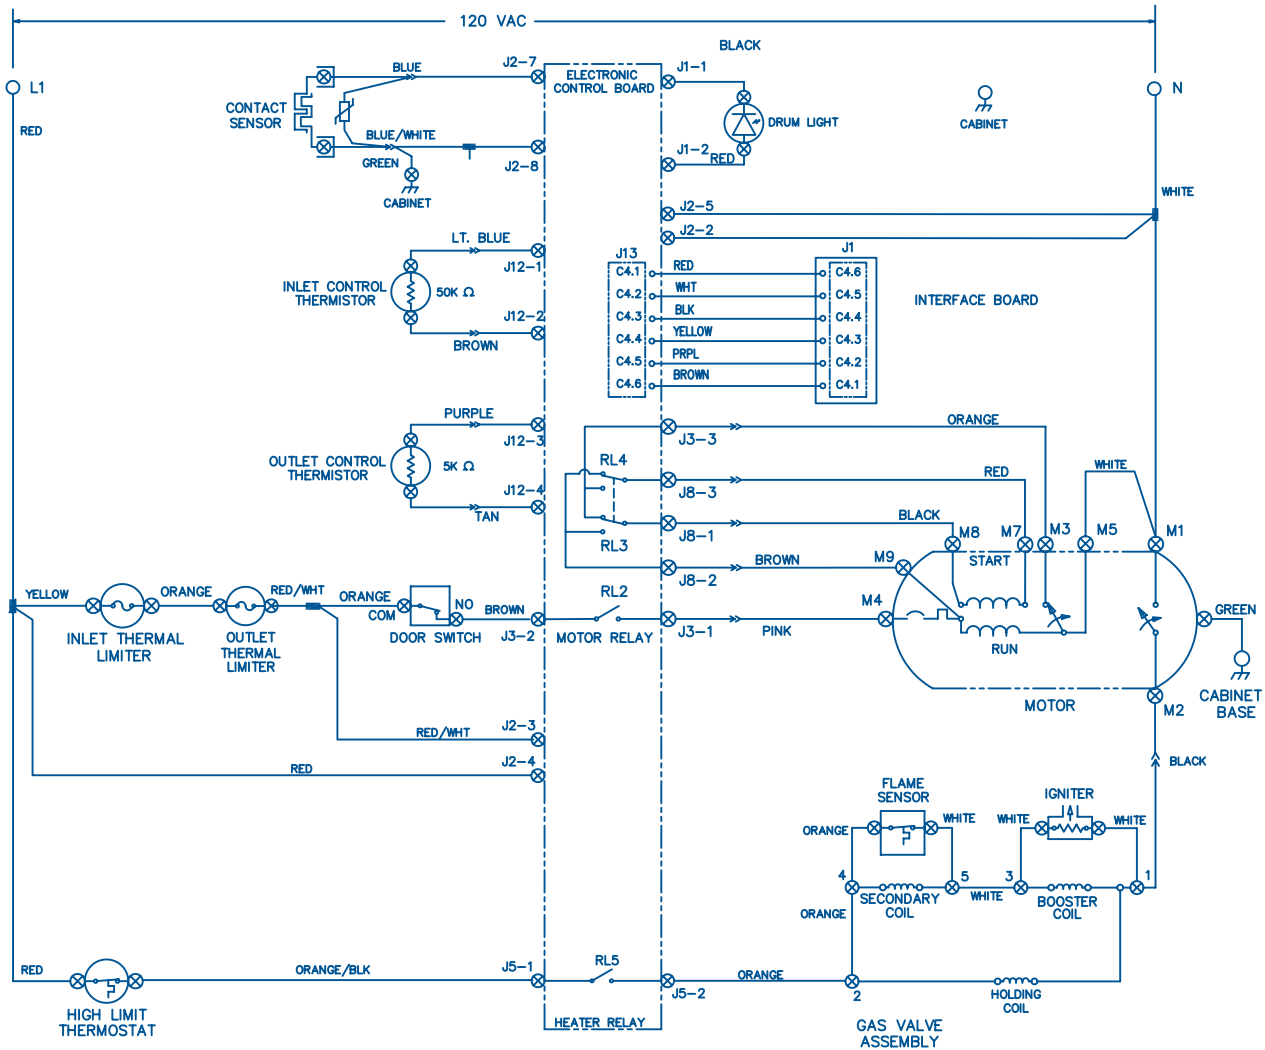 120 VAC
BLACK
L1
RED
CONTACT
SENSOR
BLUE
BLUE/WHITE
GREEN
CABINET
J2-7
J2-8
ELECTRONIC
CONTROL BOARD
J1-1
J1-2
RED
DRUM LIGHT
CABINET
N
WHITE
J2-5
J2-2
LT. BLUE
J12-1
INLET CONTROL
THERMISTOR
50K Ω
J12-2
BROWN
J13
C4.1
C4.2
C4.3
C4.4
C4.5
C4.6
RED
WHT
BLK
YELLOW
PRPL
BROWN
J1
C4.6
C4.5
C4.4
C4.3
C4.2
C4.1
INTERFACE BOARD
PURPLE
J12-3
OUTLET CONTROL
THERMISTOR
5K Ω
J12-4
TAN
RL4
RL3
J3-3
ORANGE
J8-3
RED
J8-1
BLACK
J8-2
BROWN
WHITE
M9
M8
M7
M3
M5
M1
START
RUN
M4
MOTOR
M2
GREEN
CABINET
BASE
YELLOW
INLET THERMAL
LIMITER
ORANGE
OUTLET
THERMAL
LIMITER
RED/WHT
ORANGE
COM
NO
DOOR SWITCH
BROWN
J3-2
RL2
MOTOR RELAY
J3-1
PINK
RED/WHT
J2-3
RED
J2-4
BLACK
FLAME
SENSOR
ORANGE
WHITE
IGNITER
WHITE
WHITE
4
5
3
1
SECONDARY
COIL
WHITE
BOOSTER
COIL
ORANGE
RED
HIGH LIMIT
THERMOSTAT
ORANGE/BLK
J5-1
RL5
HEATER RELAY
J5-2
ORANGE
2
HOLDING
COIL
GAS VALVE
ASSEMBLY